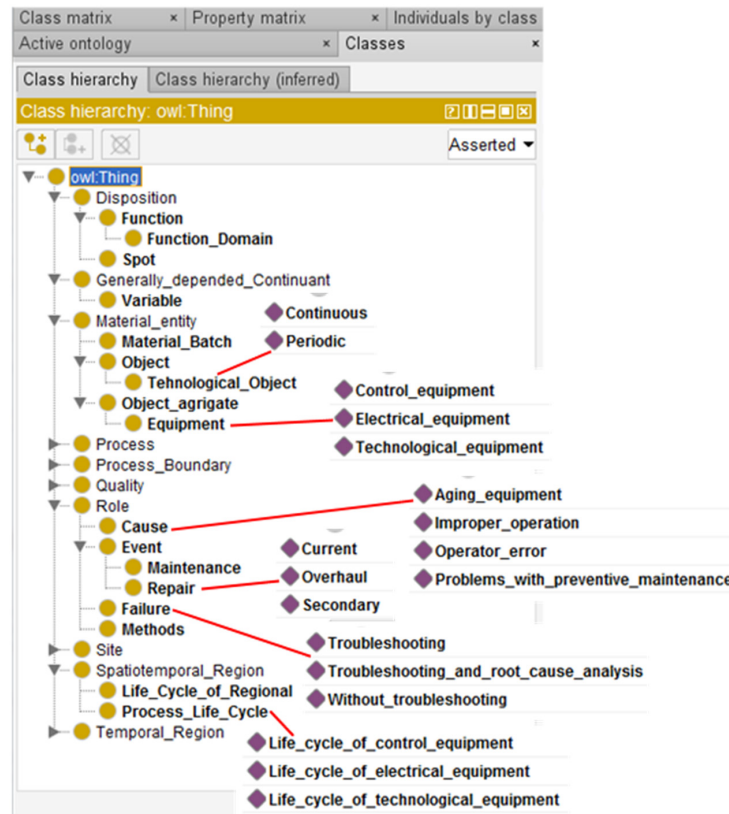 Class matrix × Property matrix × Individuals by class
Active ontology × Classes ×
Class hierarchy Class hierarchy (inferred)
Class hierarchy: owl:Thing
Asserted
owl:Thing
Disposition
Function
Function_Domain
Spot
Generally_depended_Continuant
Variable
Material_entity
Continuous
Material_Batch
Periodic
Object
Tehnological_Object
Control_equipment
Object_agrigate
Equipment
Electrical_equipment
Process
Technological_equipment
Process_Boundary
Quality
Aging_equipment
Role
Cause
Improper_operation
Event
Current
Operator_error
Maintenance
Overhaul
Problems_with_preventive_maintenance
Repair
Secondary
Failure
Methods
Troubleshooting
Site
Spatiotemporal_Region
Troubleshooting_and_root_cause_analysis
Life_Cycle_of_Regional
Without_troubleshooting
Process_Life_Cycle
Temporal_Region
Life_cycle_of_control_equipment
Life_cycle_of_electrical_equipment
Life_cycle_of_technological_equipment